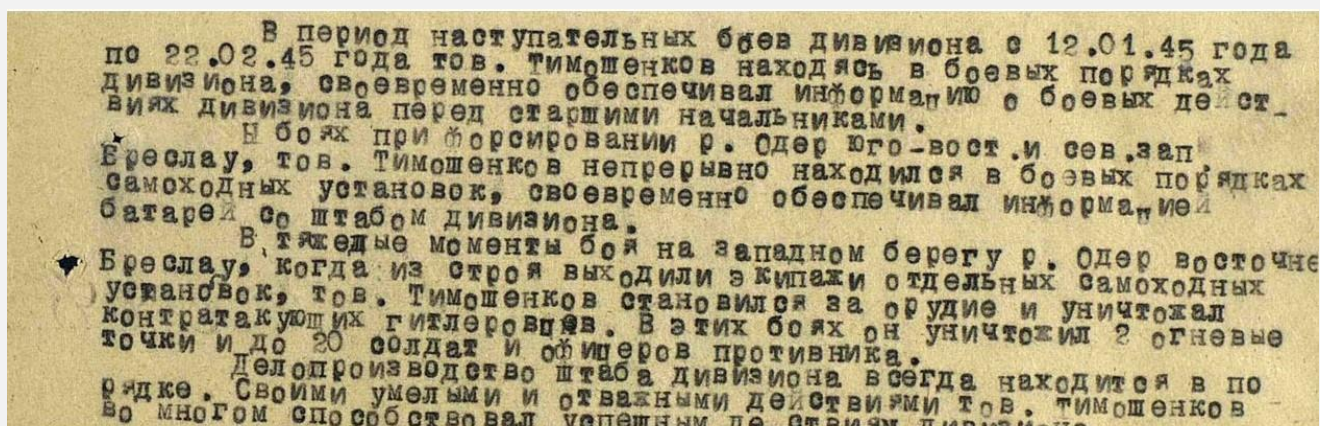 В период наступательных боев дивизиона с 12.01.45 года
по 22.02.45 года тов. Тимошенков находясь в боевых порядках
дивизиона, своевременно обеспечивал информацию о боевых дейст_
виях дивизиона перед старшими начальниками.
В боях при форсировании р. Одер юго-вост.и сев.зап.
Бреслау, тов. Тимошенков непрерывно находился в боевых порядках
самоходных установок, своевременно обеспечивал информацией
батарей со штабом дивизиона.
В тяжелые моменты боя на западном берегу р. Одер восточне
Бреслау, когда из строя выходили экипажи отдельных самоходных
установок, тов. Тимошенков становился за орудие и уничтожал
контратакующих гитлеровцев. В этих боях он уничтожил 2 огневые
точки и до 20 солдат и офицеров противника.
Делопроизводство штаба дивизиона всегда находится в по
рядке. Своими умелыми и отважными действиями тов. Тимошенков
во многом способствовал успешным действиям дивизиона